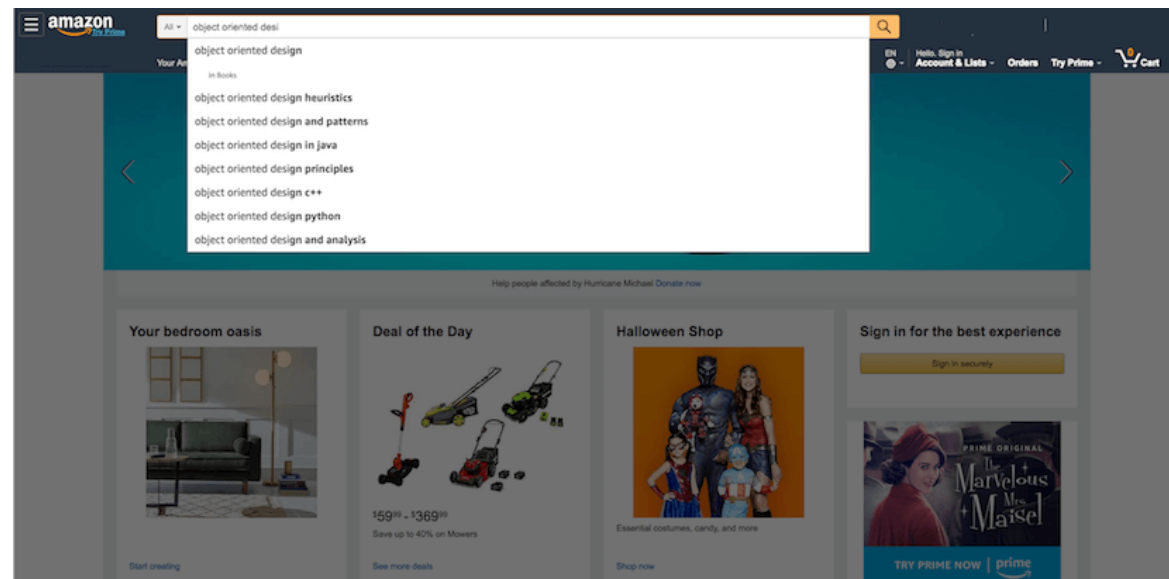 amazon
Try Prime
All
object oriented desi
EN
Hello. Sign in
Account & Lists
Orders
Try Prime
0
Cart
Your Am
object oriented design
in Books
object oriented design heuristics
object oriented design and patterns
object oriented design in java
object oriented design principles
object oriented design c++
object oriented design python
object oriented design and analysis
Help people affected by Hurricane Michael Donate now
Your bedroom oasis
Start creating
Deal of the Day
$59⁹⁹ - $369⁹⁹
Save up to 40% on Mowers
See more deals
Halloween Shop
Essential costumes, candy, and more
Shop now
Sign in for the best experience
Sign in securely
PRIME ORIGINAL
The
Marvelous
Mrs.
Maisel
TRY PRIME NOW | prime